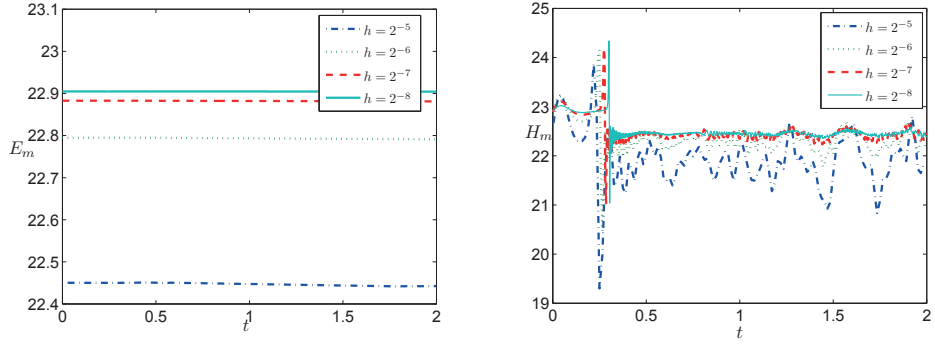 23.1
23
22.9
22.8
22.7
22.6
22.5
22.4
E_m
0
0.5
1
1.5
2
t
h = 2^{-5}
h = 2^{-6}
h = 2^{-7}
h = 2^{-8}
25
24
23
22
21
20
19
H_m
0
0.5
1
1.5
2
t
h = 2^{-5}
h = 2^{-6}
h = 2^{-7}
h = 2^{-8}